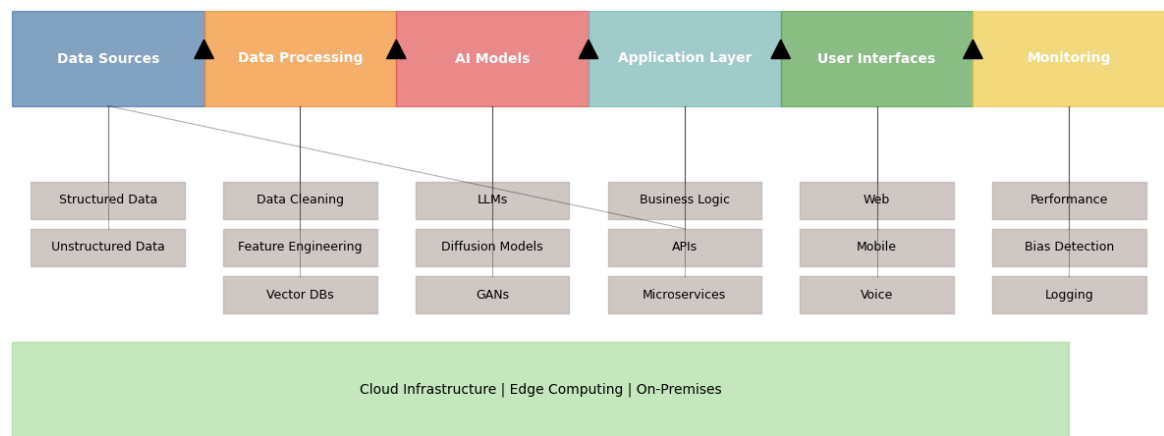 Data Sources
Data Processing
AI Models
Application Layer
User Interfaces
Monitoring
Structured Data
Data Cleaning
LLMs
Business Logic
Web
Performance
Unstructured Data
Feature Engineering
Diffusion Models
APIs
Mobile
Bias Detection
Vector DBs
GANs
Microservices
Voice
Logging
Cloud Infrastructure | Edge Computing | On-Premises